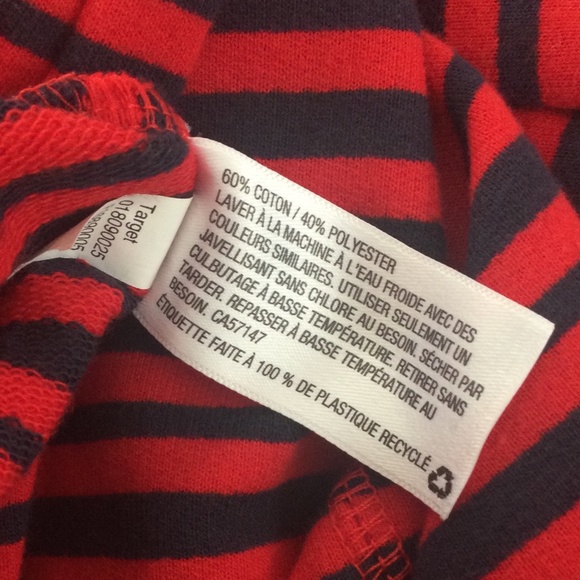 60% COTON / 40% POLYESTER
LAVER À LA MACHINE À L'EAU FROIDE AVEC DES
COULEURS SIMILAIRES. UTILISER SEULEMENT UN
JAVELLISANT SANS CHLORE AU BESOIN. SÉCHER PAR
CULBUTAGE À BASSE TEMPÉRATURE. RETIRER SANS
TARDER. REPASSER À BASSE TEMPÉRATURE AU
BESOIN. CA57147
ÉTIQUETTE FAITE À 100 % DE PLASTIQUE RECYCLÉ
Target
018090025